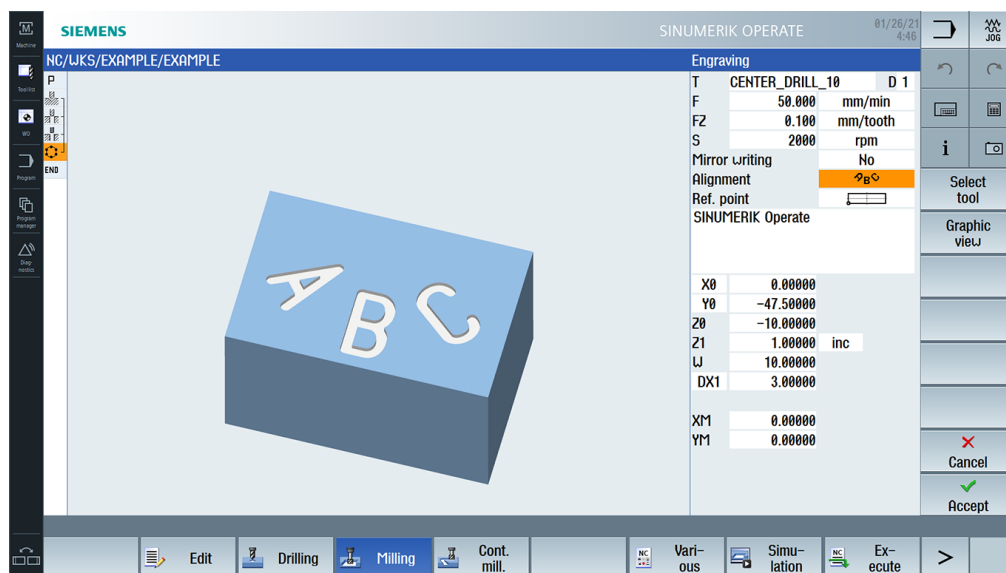 SIEMENS
SINUMERIK OPERATE
01/26/21
4:46
M
Machine
JOG
Tool list
WO
Program
Program
manager
Diag-
nostics
NC/WKS/EXAMPLE/EXAMPLE
Engraving
P
END
A B C
T CENTER_DRILL_10 D 1
F 50.000 mm/min
FZ 0.100 mm/tooth
S 2000 rpm
Mirror writing No
Alignment ABC
Ref. point
SINUMERIK Operate
X0 0.00000
Y0 -47.50000
Z0 -10.00000
Z1 1.00000 inc
W 10.00000
DX1 3.00000
XM 0.00000
YM 0.00000
i
Select
tool
Graphic
view
Cancel
Accept
Edit
Drilling
Milling
Cont.
mill.
NC
Vari-
ous
Simu-
lation
NC
Ex-
ecute
>